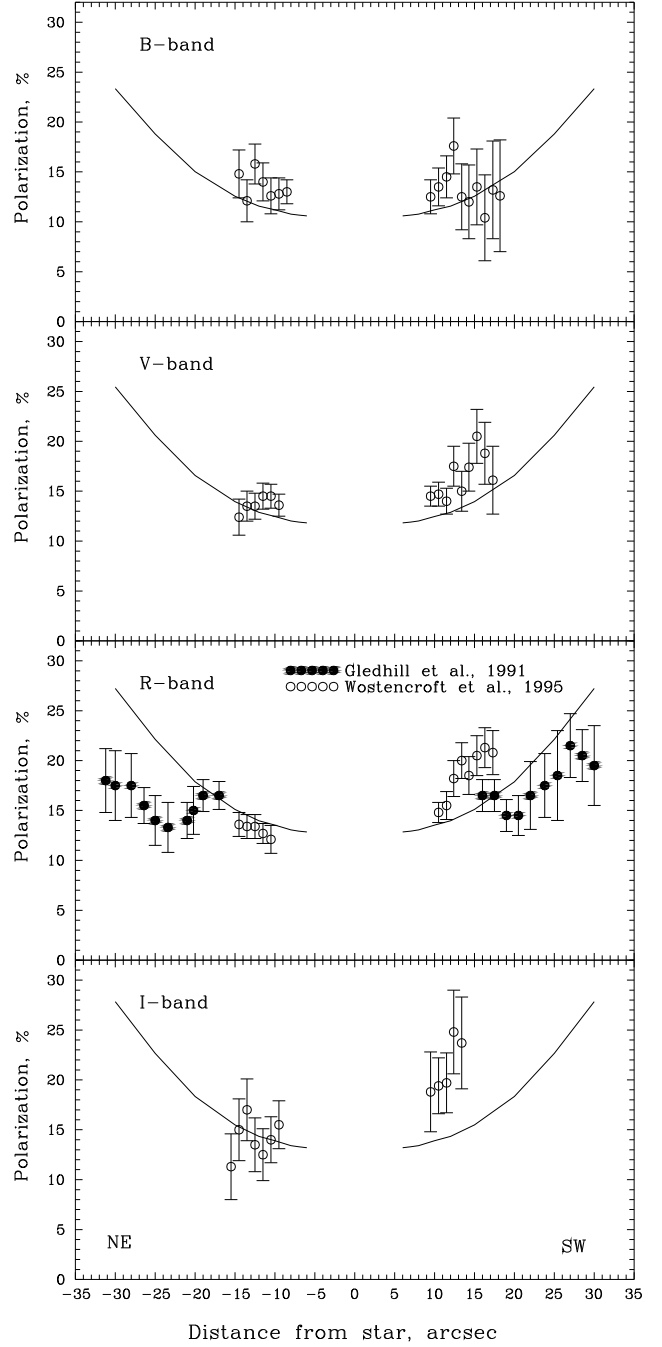 30
25
20
15
10
5
0
Polarization, %
B-band
30
25
20
15
10
5
0
Polarization, %
V-band
30
25
20
15
10
5
0
Polarization, %
R-band
Gledhill et al., 1991
Wostencroft et al., 1995
30
25
20
15
10
5
0
Polarization, %
I-band
NE
SW
-35 -30 -25 -20 -15 -10 -5 0 5 10 15 20 25 30 35
Distance from star, arcsec